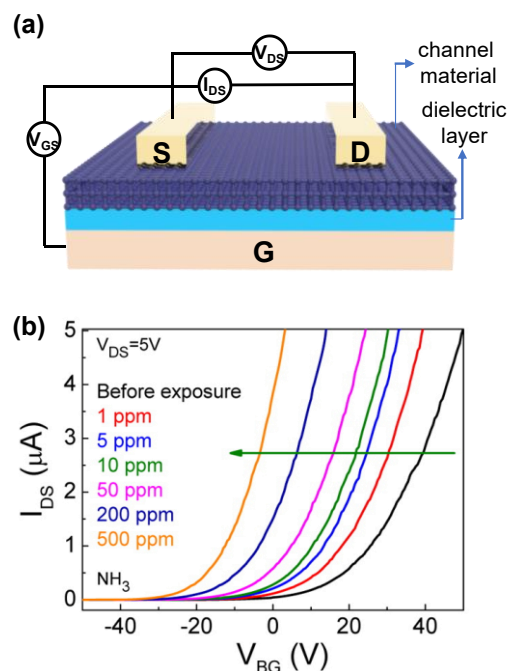 (a)
V_DS
channel
material
I_DS
dielectric
layer
V_GS
S
D
G
(b)
5
V_DS=5V
4
Before exposure
1 ppm
5 ppm
3
10 ppm
50 ppm
2
200 ppm
500 ppm
1
NH_3
0
I_DS (μA)
-40 -20 0 20 40
V_BG (V)